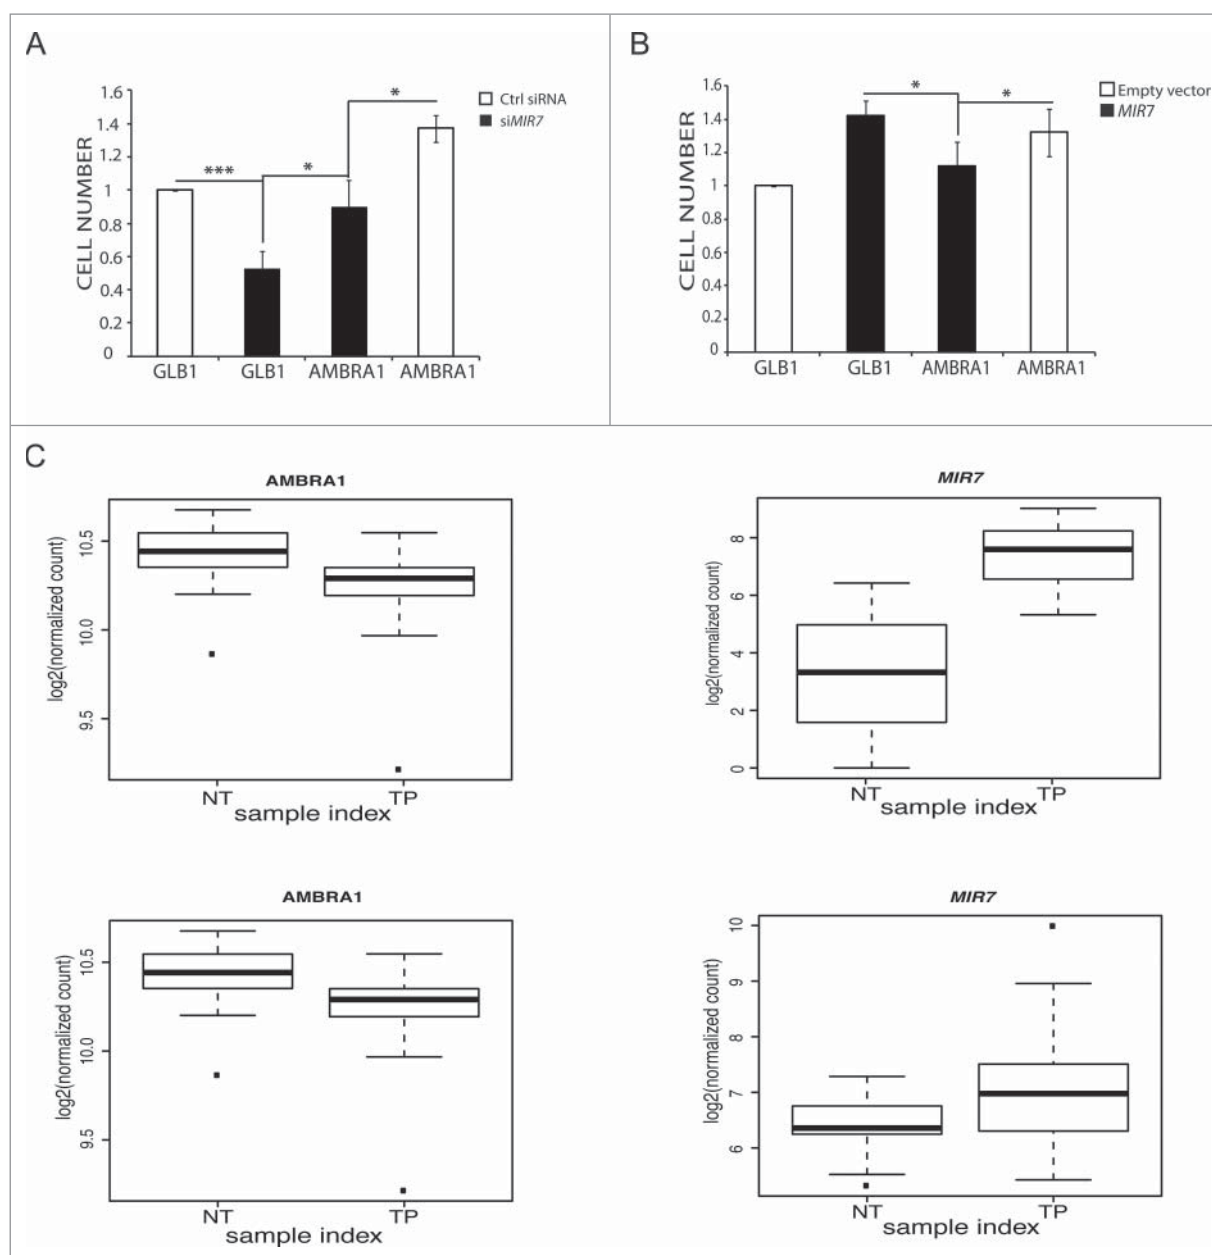 A
CELL NUMBER
1.6
1.4
1.2
1
0.8
0.6
0.4
0.2
0
***
*
*
Ctrl siRNA
siMIR7
GLB1 GLB1 AMBRA1 AMBRA1
B
CELL NUMBER
1.6
1.4
1.2
1
0.8
0.6
0.4
0.2
0
*
*
Empty vector
MIR7
GLB1 GLB1 AMBRA1 AMBRA1
C
AMBRA1
log2(normalized count)
10.5
10.0
9.5
NT TP
sample index
MIR7
log2(normalized count)
8
6
4
2
0
NT TP
sample index
AMBRA1
log2(normalized count)
10.5
10.0
9.5
NT TP
sample index
MIR7
log2(normalized count)
10
9
8
7
6
NT TP
sample index